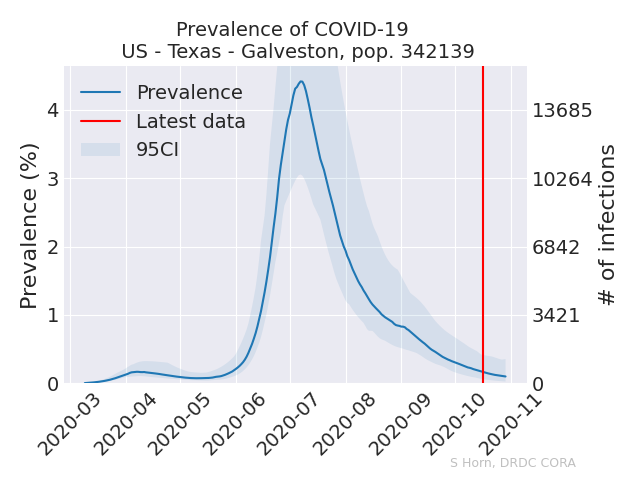 Prevalence of COVID-19
US - Texas - Galveston, pop. 342139
Prevalence
Latest data
95CI
Prevalence (%)
4
3
2
1
0
# of infections
13685
10264
6842
3421
0
2020-03
2020-04
2020-05
2020-06
2020-07
2020-08
2020-09
2020-10
2020-11
S Horn, DRDC CORA